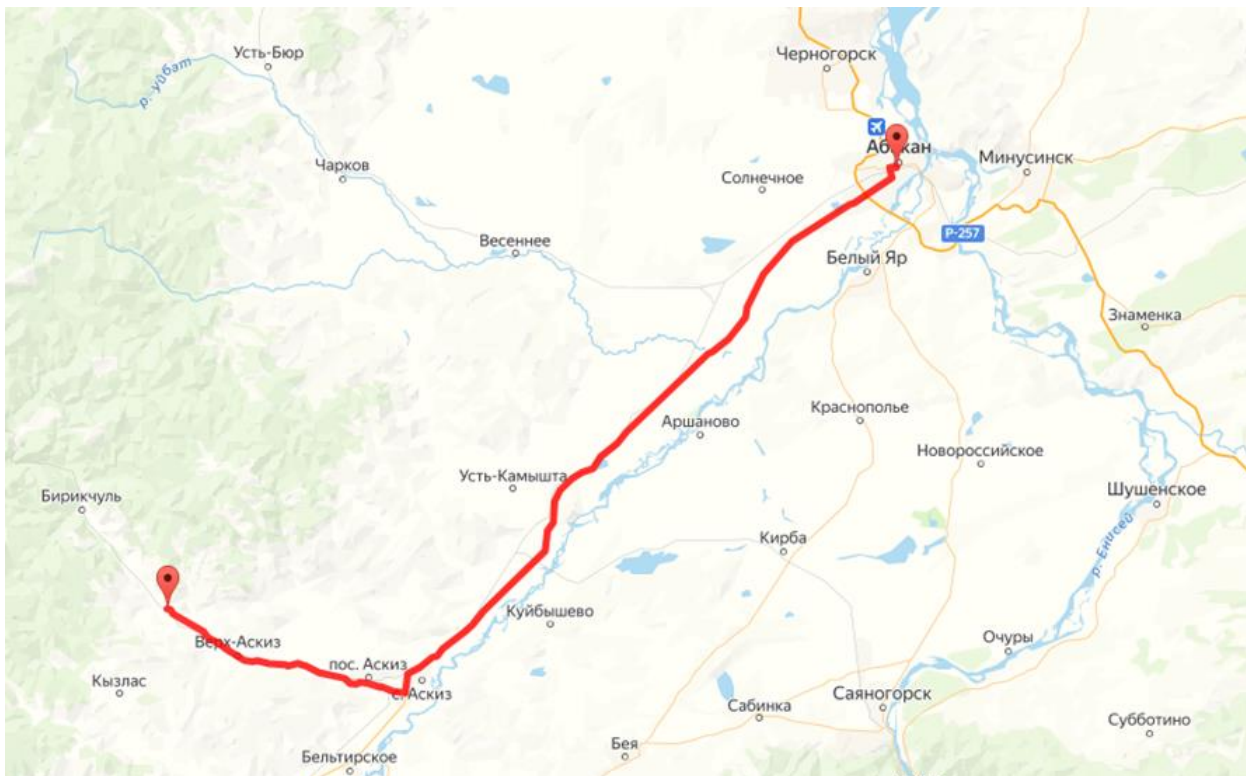 Усть-Бюр
Черногорск
р. Уйбат
Абакан
Минусинск
Чарков
Солнечное
Весеннее
Р-257
Белый Яр
Знаменка
Краснополье
Аршаново
Новороссийское
Усть-Камышта
Бирикчуль
Шушенское
Кирба
р. Енисей
Куйбышево
Верх-Аскиз
Очуры
пос. Аскиз
Кызлас
с. Аскиз
Саяногорск
Сабинка
Субботино
Бея
Бельтирское